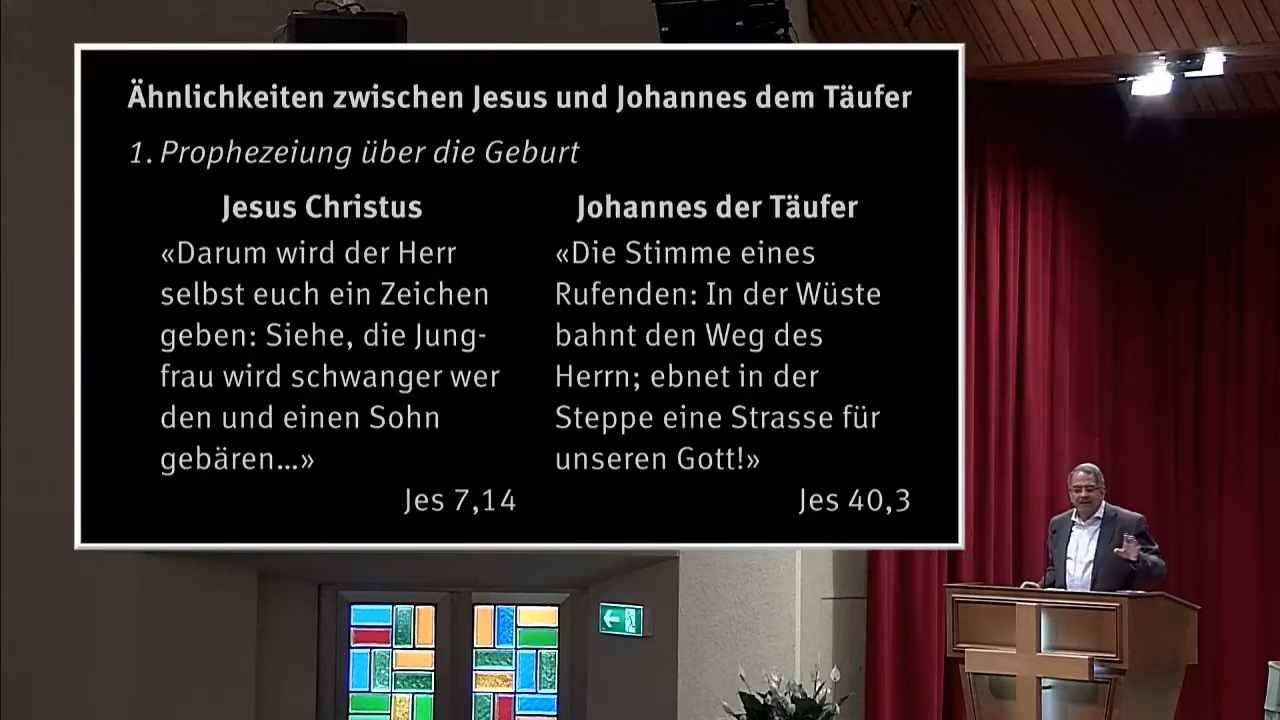 Ähnlichkeiten zwischen Jesus und Johannes dem Täufer
1. Prophezeiung über die Geburt
Jesus Christus
«Darum wird der Herr
selbst euch ein Zeichen
geben: Siehe, die Jung-
frau wird schwanger wer
den und einen Sohn
gebären...»
Jes 7,14
Johannes der Täufer
«Die Stimme eines
Rufenden: In der Wüste
bahnt den Weg des
Herrn; ebnet in der
Steppe eine Strasse für
unseren Gott!»
Jes 40,3